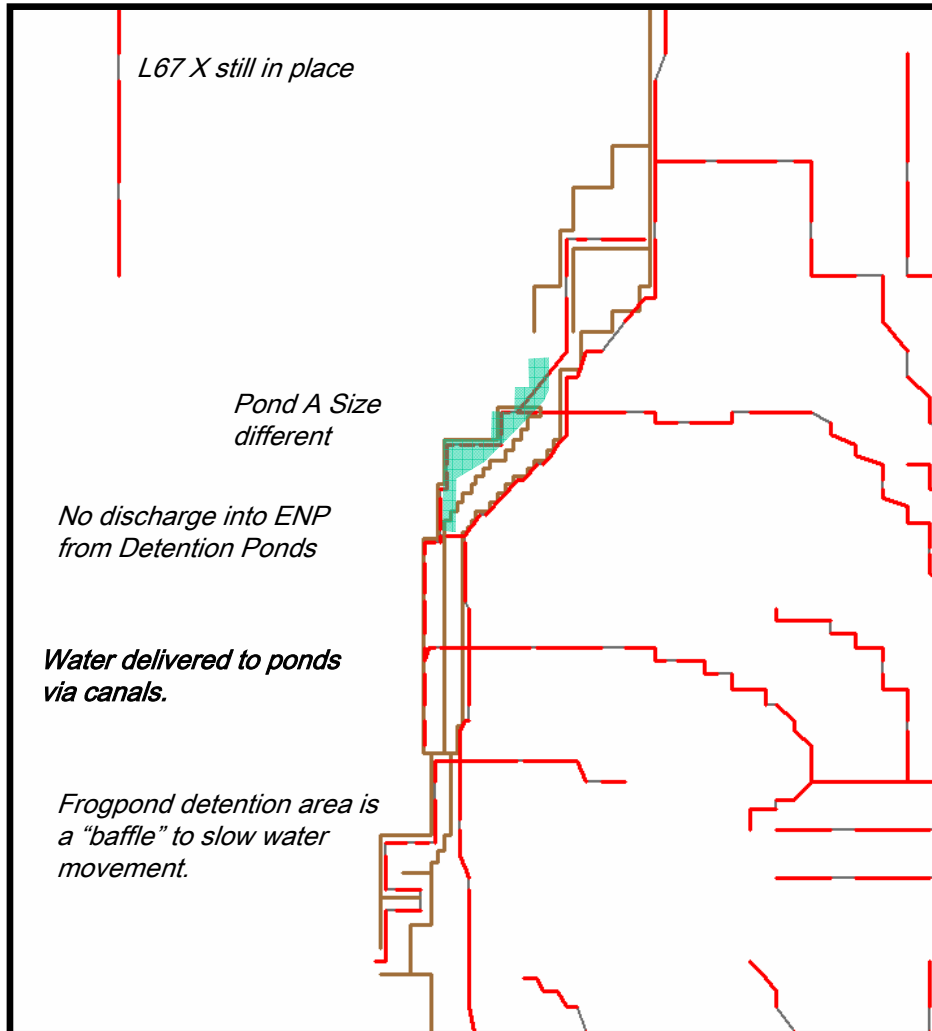 L67 X still in place
Pond A Size
different
No discharge into ENP
from Detention Ponds
Water delivered to ponds
via canals.
Frogpond detention area is
a “baffle” to slow water
movement.